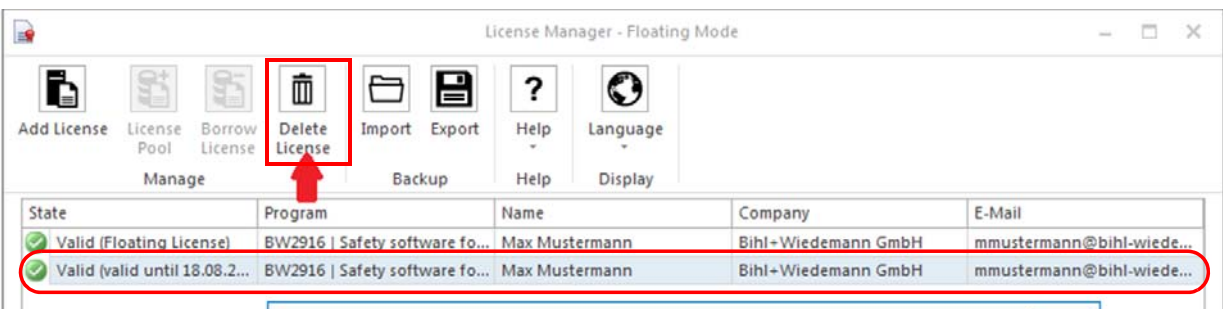 License Manager - Floating Mode
Add License License Pool Borrow License Delete License Import Export Help Language
Manage Backup Help Display
State Program Name Company E-Mail
Valid (Floating License) BW2916 | Safety software fo... Max Mustermann Bihl+Wiedemann GmbH mmustermann@bihl-wiede...
Valid (valid until 18.08.2... BW2916 | Safety software fo... Max Mustermann Bihl+Wiedemann GmbH mmustermann@bihl-wiede...